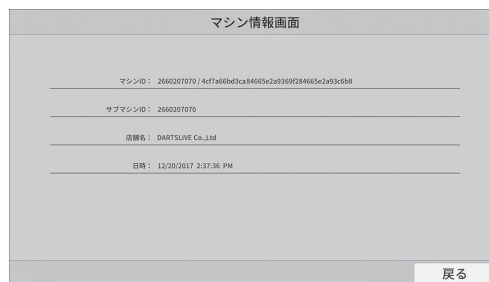 マシン情報画面
マシンID： 2660207070 / 4cf7a66bd3ca84665e2a9369f284665e2a93c6b8
サブマシンID： 2660207070
店舗名： DARTSLIVE Co.,Ltd
日時： 12/20/2017 2:37:36 PM
戻る